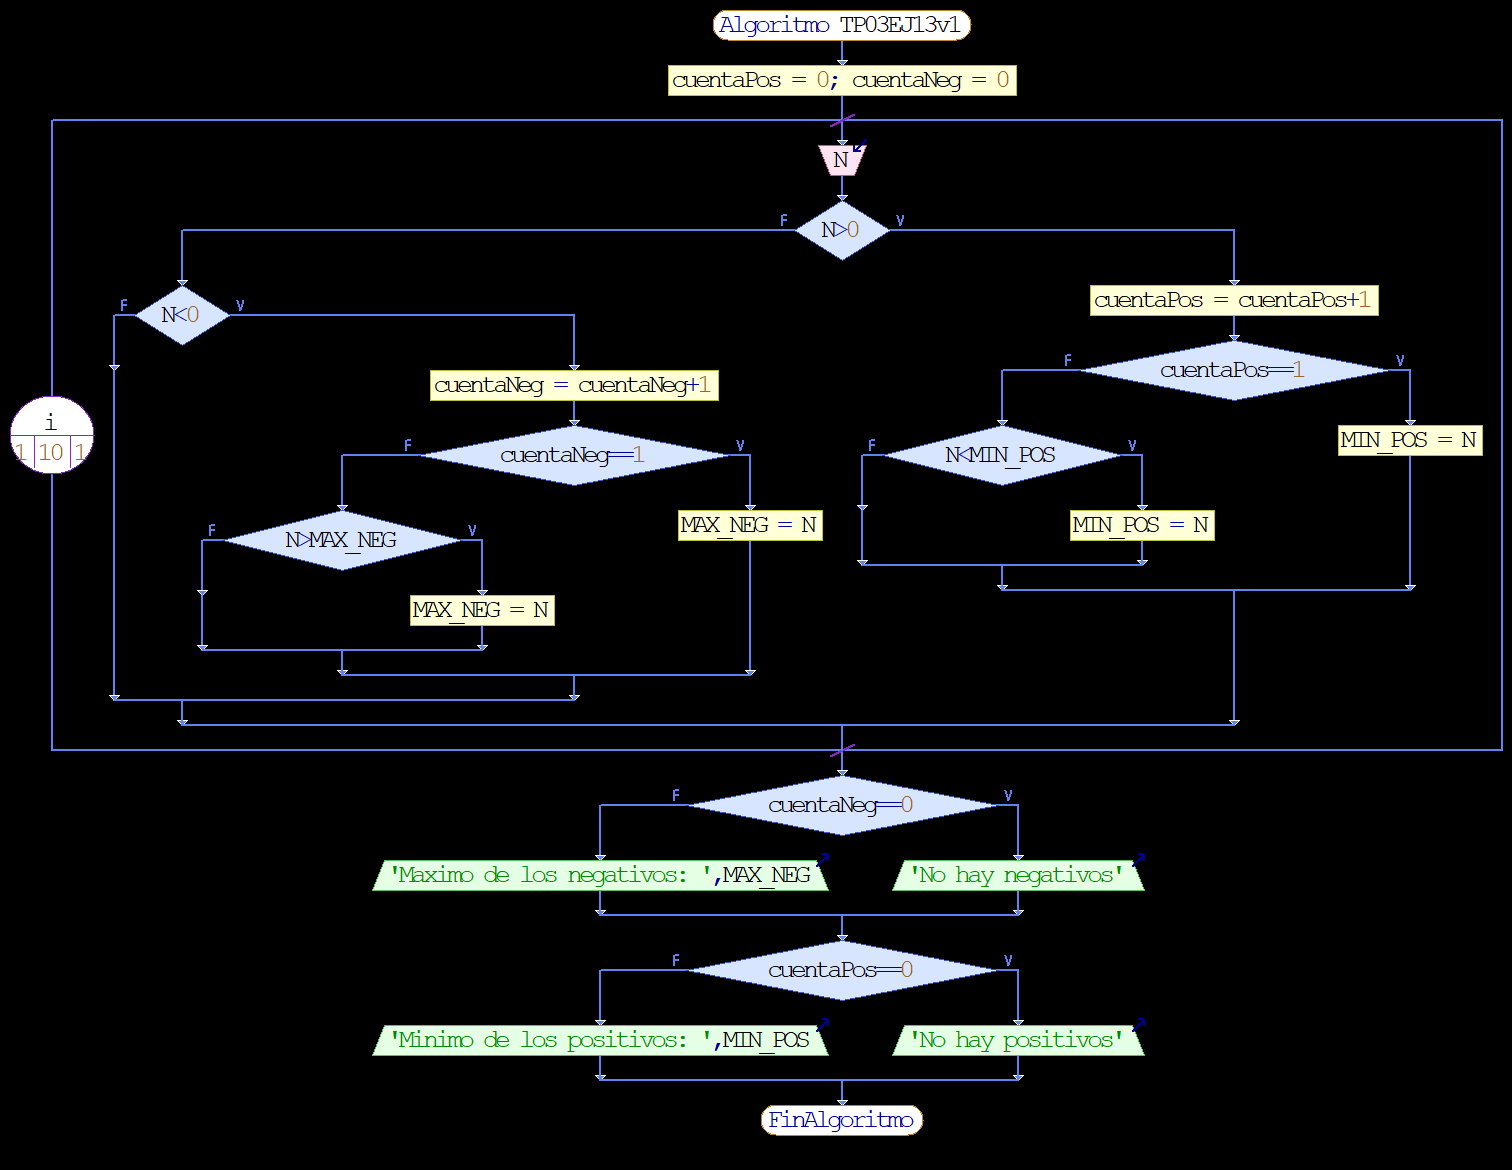 Algoritmo TP03EJ13v1
cuentaPos = 0; cuentaNeg = 0
N
N>0
F
V
N<0
F
V
cuentaPos = cuentaPos+1
cuentaPos==1
F
V
cuentaNeg = cuentaNeg+1
i
1 10 1
cuentaNeg==1
F
V
N<MIN_POS
F
V
MIN_POS = N
N>MAX_NEG
F
V
MAX_NEG = N
MIN_POS = N
MAX_NEG = N
cuentaNeg==0
F
V
'Maximo de los negativos: ',MAX_NEG
'No hay negativos'
cuentaPos==0
F
V
'Minimo de los positivos: ',MIN_POS
'No hay positivos'
FinAlgoritmo